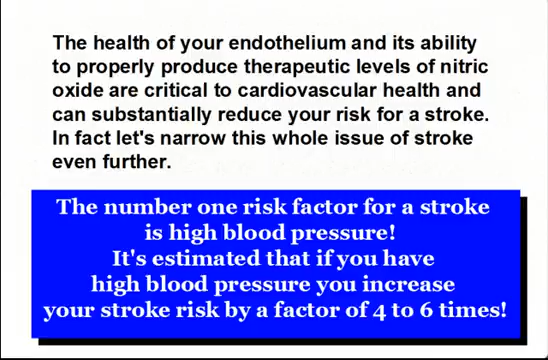 The health of your endothelium and its ability
to properly produce therapeutic levels of nitric
oxide are critical to cardiovascular health and
can substantially reduce your risk for a stroke.
In fact let's narrow this whole issue of stroke
even further.
The number one risk factor for a stroke
is high blood pressure!
It's estimated that if you have
high blood pressure you increase
your stroke risk by a factor of 4 to 6 times!